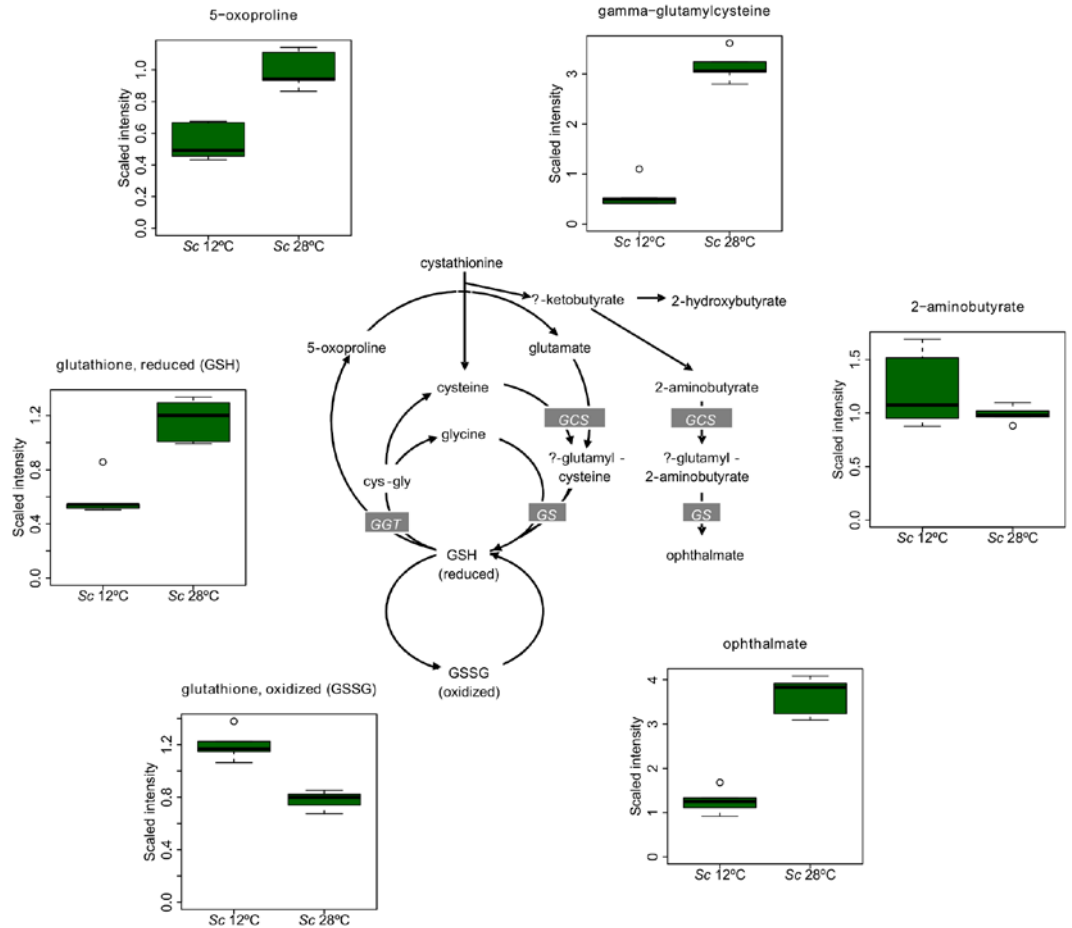 5-oxoproline
Scaled intensity
0.0 0.2 0.4 0.6 0.8 1.0
Sc 12ºC Sc 28ºC
gamma-glutamylcysteine
Scaled intensity
0 1 2 3
Sc 12ºC Sc 28ºC
cystathionine
?-ketobutyrate
2-hydroxybutyrate
5-oxoproline
glutamate
cysteine
2-aminobutyrate
GCS
GCS
glycine
?-glutamyl -
cysteine
?-glutamyl -
2-aminobutyrate
cys-gly
GGT
GS
GS
GSH
(reduced)
ophthalmate
GSSG
(oxidized)
glutathione, reduced (GSH)
Scaled intensity
0.0 0.4 0.8 1.2
Sc 12ºC Sc 28ºC
2-aminobutyrate
Scaled intensity
0.0 0.5 1.0 1.5
Sc 12ºC Sc 28ºC
glutathione, oxidized (GSSG)
Scaled intensity
0.0 0.4 0.8 1.2
Sc 12ºC Sc 28ºC
ophthalmate
Scaled intensity
0 1 2 3 4
Sc 12ºC Sc 28ºC